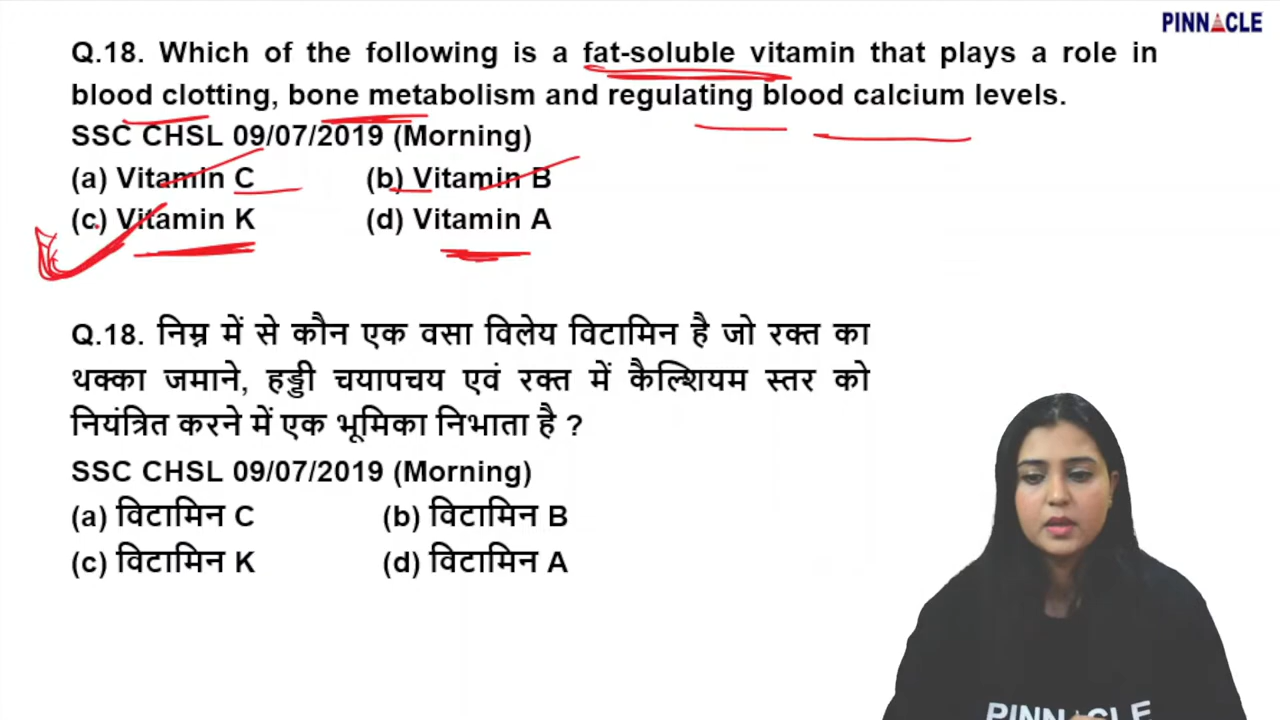 PINNACLE
Q.18. Which of the following is a fat-soluble vitamin that plays a role in
blood clotting, bone metabolism and regulating blood calcium levels.
SSC CHSL 09/07/2019 (Morning)
(a) Vitamin C (b) Vitamin B
(c) Vitamin K (d) Vitamin A
Q.18. निम्न में से कौन एक वसा विलेय विटामिन है जो रक्त का
थक्का जमाने, हड्डी चयापचय एवं रक्त में कैल्शियम स्तर को
नियंत्रित करने में एक भूमिका निभाता है ?
SSC CHSL 09/07/2019 (Morning)
(a) विटामिन C (b) विटामिन B
(c) विटामिन K (d) विटामिन A
PINNACLE